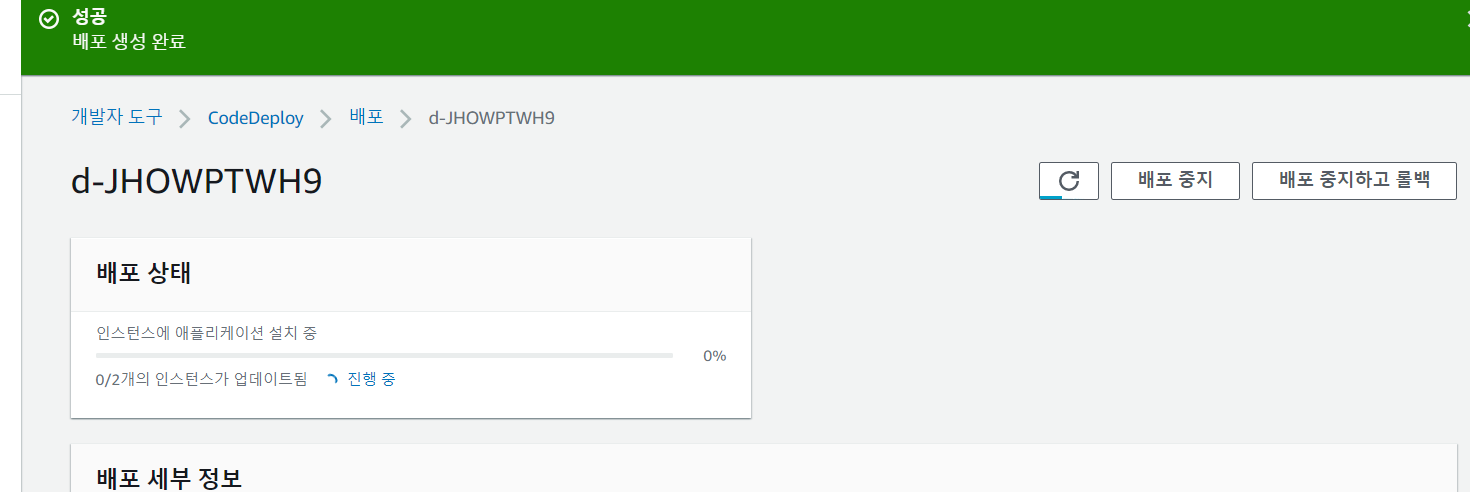 성공
배포 생성 완료
개발자 도구 > CodeDeploy > 배포 > d-JHOWPTWH9
d-JHOWPTWH9
배포 중지
배포 중지하고 롤백
배포 상태
인스턴스에 애플리케이션 설치 중
0%
0/2개의 인스턴스가 업데이트됨 진행 중
배포 세부 정보